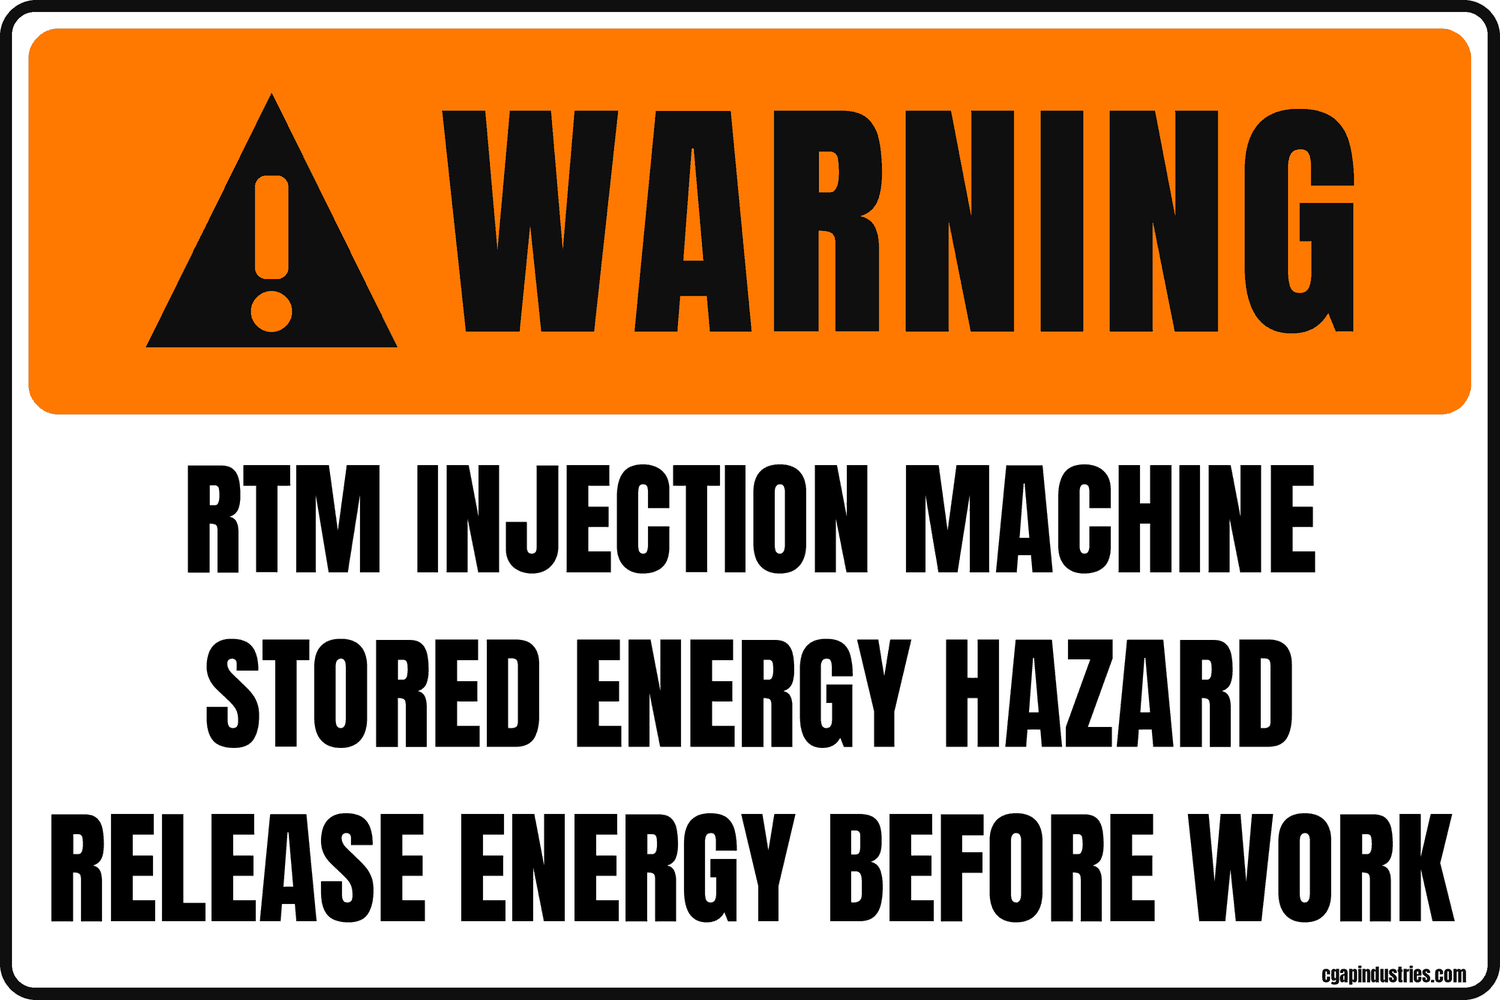 WARNING
RTM INJECTION MACHINE
STORED ENERGY HAZARD
RELEASE ENERGY BEFORE WORK
cgapindustries.com